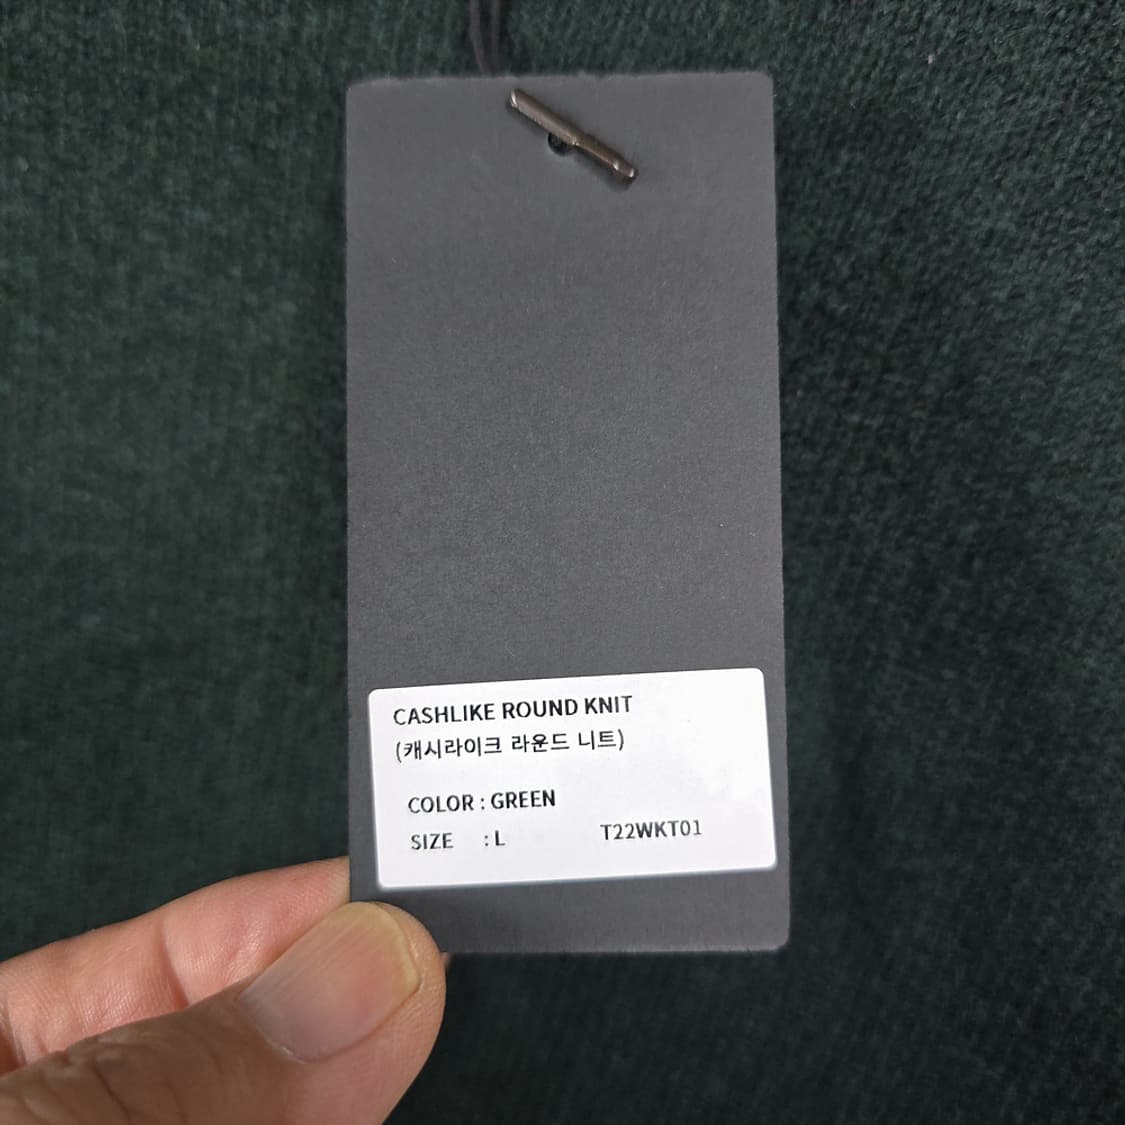 CASHLIKE ROUND KNIT
(캐시라이크 라운드 니트)
COLOR : GREEN
SIZE : L T22WKT01